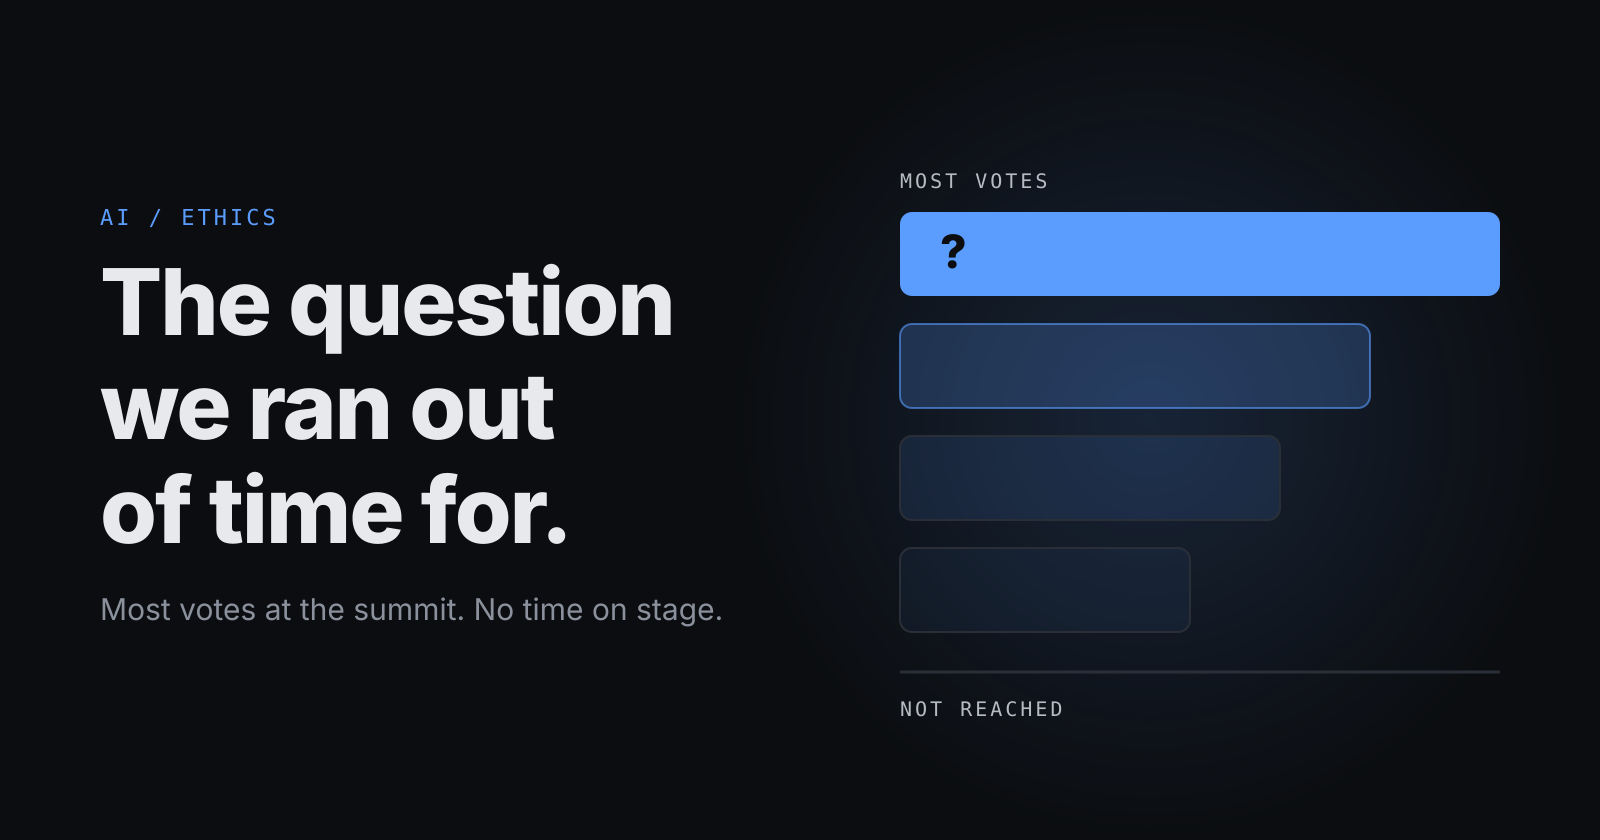 AI / ETHICS
The question
we ran out
of time for.
Most votes at the summit. No time on stage.
MOST VOTES
?
NOT REACHED